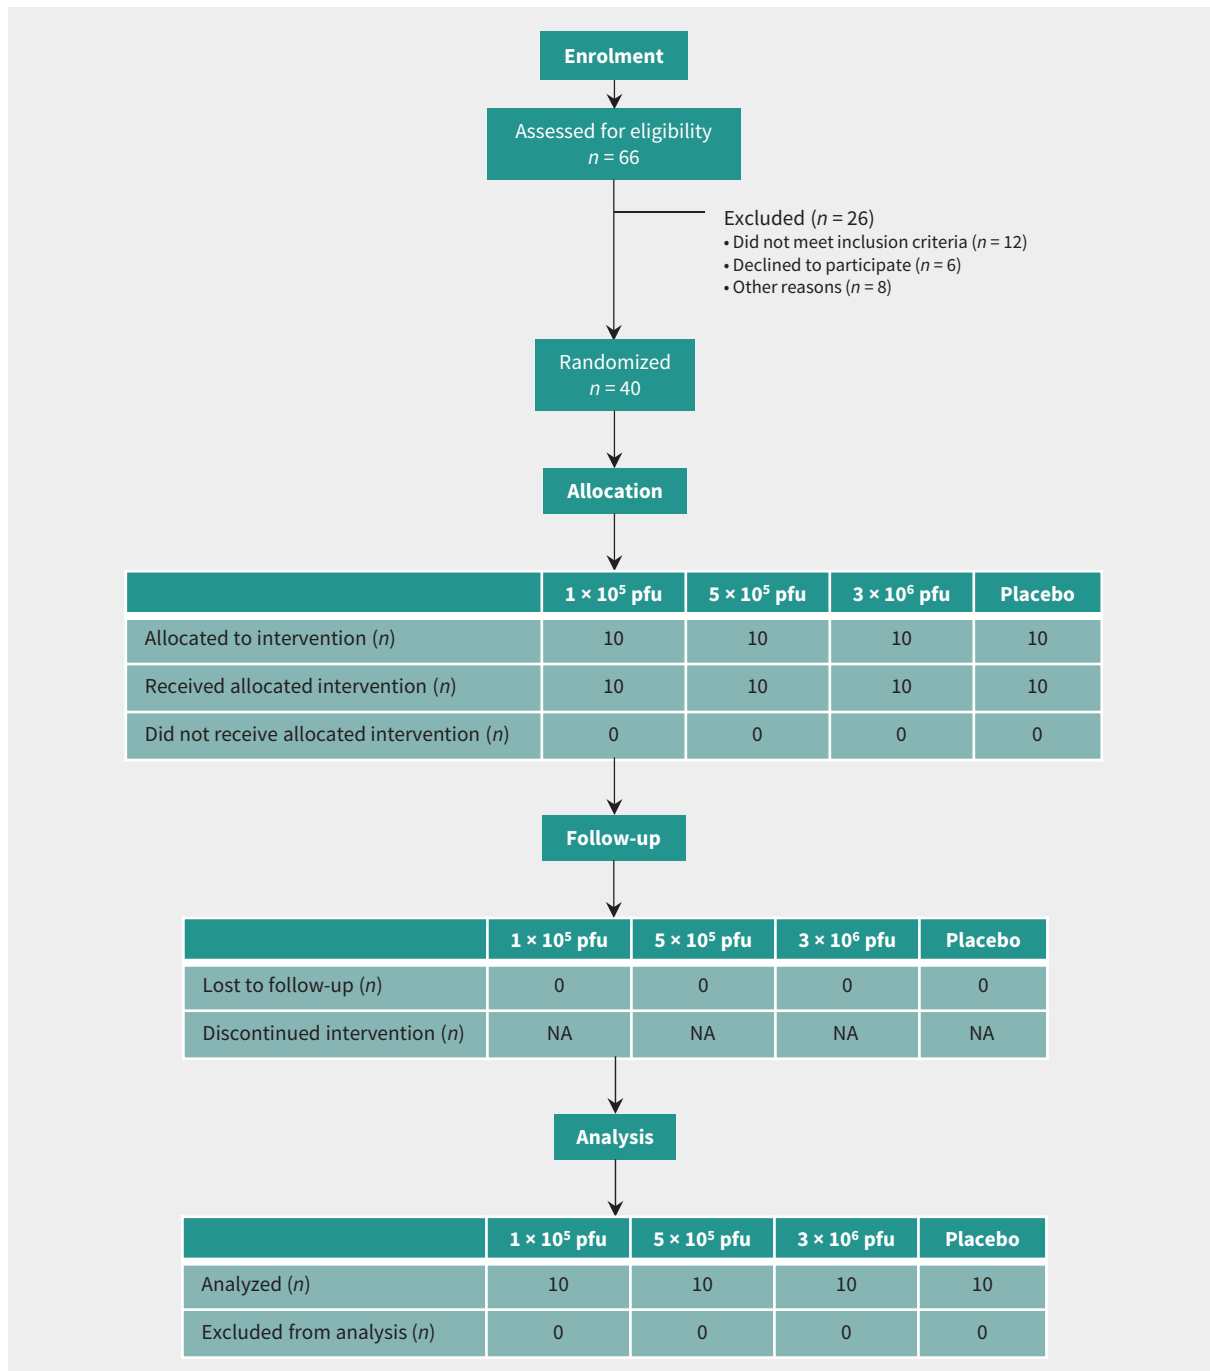 Enrolment
Assessed for eligibility
n = 66
Excluded (n = 26)
• Did not meet inclusion criteria (n = 12)
• Declined to participate (n = 6)
• Other reasons (n = 8)
Randomized
n = 40
Allocation
1 × 10⁵ pfu 5 × 10⁵ pfu 3 × 10⁶ pfu Placebo
Allocated to intervention (n) 10 10 10 10
Received allocated intervention (n) 10 10 10 10
Did not receive allocated intervention (n) 0 0 0 0
Follow-up
1 × 10⁵ pfu 5 × 10⁵ pfu 3 × 10⁶ pfu Placebo
Lost to follow-up (n) 0 0 0 0
Discontinued intervention (n) NA NA NA NA
Analysis
1 × 10⁵ pfu 5 × 10⁵ pfu 3 × 10⁶ pfu Placebo
Analyzed (n) 10 10 10 10
Excluded from analysis (n) 0 0 0 0